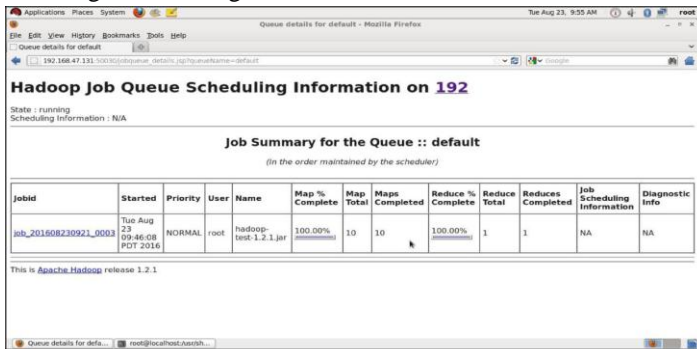 Applications Places System Tue Aug 23, 9:55 AM root
Queue details for default - Mozilla Firefox
File Edit View History Bookmarks Tools Help
Queue details for default
192.168.47.131:50030/jobqueue_details.jsp?queueName=default Google
Hadoop Job Queue Scheduling Information on 192
State : running
Scheduling Information : N/A
Job Summary for the Queue :: default
(In the order maintained by the scheduler)
Jobid Started Priority User Name Map % Complete Map Total Maps Completed Reduce % Complete Reduce Total Reduces Completed Job Scheduling Information Diagnostic Info
job_201608230921_0003 Tue Aug 23 09:46:08 PDT 2016 NORMAL root hadoop-test-1.2.1.jar 100.00% 10 10 100.00% 1 1 NA NA
This is Apache Hadoop release 1.2.1
Queue details for defa... root@localhost:/usr/sh...